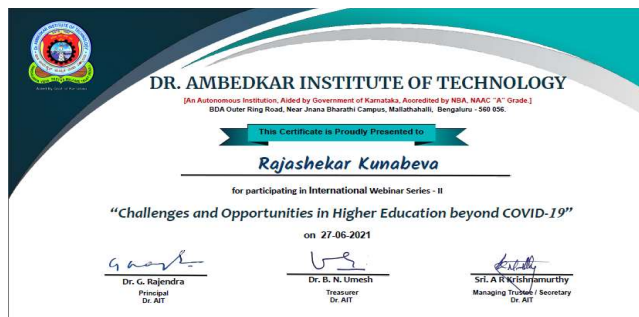 DR. AMBEDKAR INSTITUTE OF TECHNOLOGY
[An Autonomous Institution, Aided by Government of Karnataka, Accredited by NBA, NAAC "A" Grade.]
BDA Outer Ring Road, Near Jnana Bharathi Campus, Mallathahalli, Bengaluru - 560 056.
This Certificate is Proudly Presented to
Rajashekar Kunabeva
for participating in International Webinar Series - II
"Challenges and Opportunities in Higher Education beyond COVID-19"
on 27-06-2021
Dr. G. Rajendra
Principal
Dr. AIT
Dr. B. N. Umesh
Treasurer
Dr. AIT
Sri. A R Krishnamurthy
Managing Trustee / Secretary
Dr. AIT